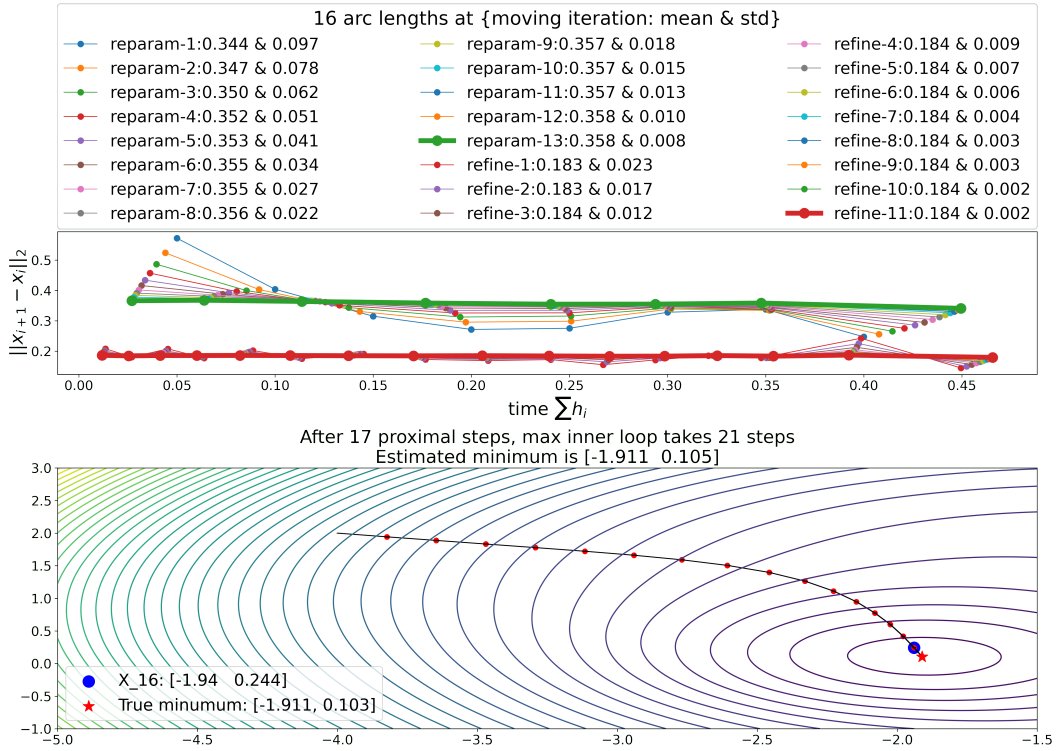 16 arc lengths at {moving iteration: mean & std}
reparam-1:0.344 & 0.097
reparam-2:0.347 & 0.078
reparam-3:0.350 & 0.062
reparam-4:0.352 & 0.051
reparam-5:0.353 & 0.041
reparam-6:0.355 & 0.034
reparam-7:0.355 & 0.027
reparam-8:0.356 & 0.022
reparam-9:0.357 & 0.018
reparam-10:0.357 & 0.015
reparam-11:0.357 & 0.013
reparam-12:0.358 & 0.010
reparam-13:0.358 & 0.008
refine-1:0.183 & 0.023
refine-2:0.183 & 0.017
refine-3:0.184 & 0.012
refine-4:0.184 & 0.009
refine-5:0.184 & 0.007
refine-6:0.184 & 0.006
refine-7:0.184 & 0.004
refine-8:0.184 & 0.003
refine-9:0.184 & 0.003
refine-10:0.184 & 0.002
refine-11:0.184 & 0.002
||x_{i+1} − x_i||_2
0.5
0.4
0.3
0.2
0.00 0.05 0.10 0.15 0.20 0.25 0.30 0.35 0.40 0.45
time ∑h_i
After 17 proximal steps, max inner loop takes 21 steps
Estimated minimum is [-1.911 0.105]
3.0
2.5
2.0
1.5
1.0
0.5
0.0
−0.5
−1.0
X_16: [-1.94 0.244]
True minumum: [-1.911, 0.103]
−5.0 −4.5 −4.0 −3.5 −3.0 −2.5 −2.0 −1.5